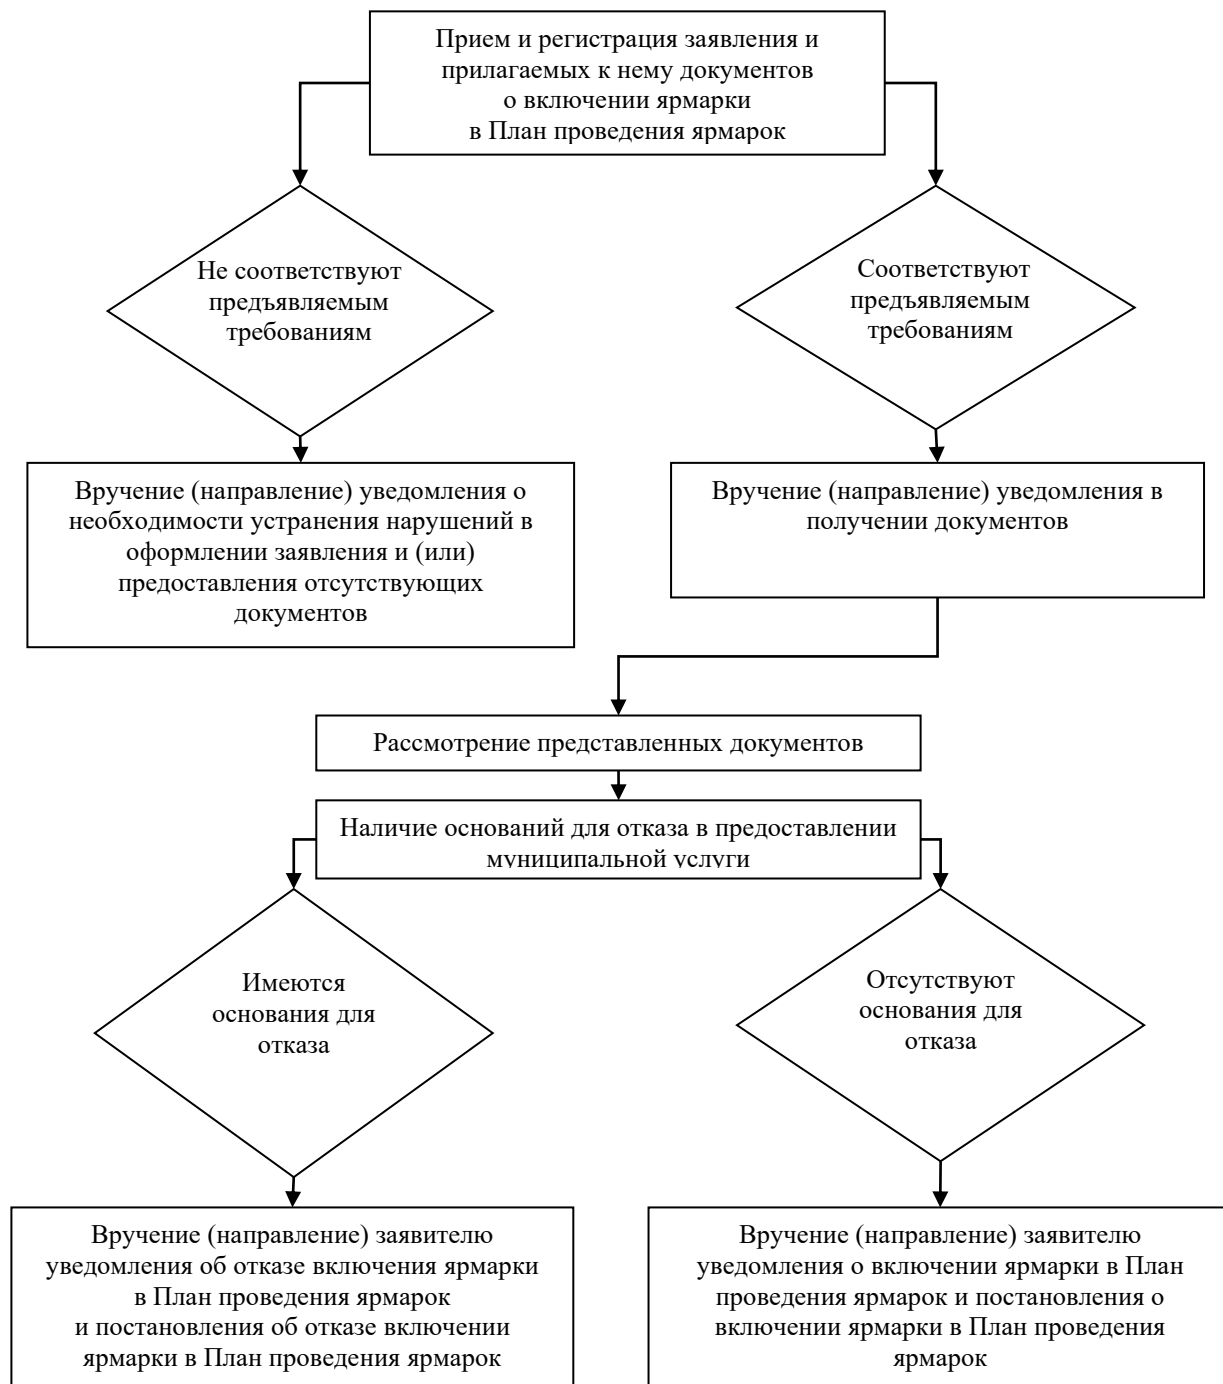 Прием и регистрация заявления и
прилагаемых к нему документов
о включении ярмарки
в План проведения ярмарок
Не соответствуют
предъявляемым
требованиям
Соответствуют
предъявляемым
требованиям
Вручение (направление) уведомления о
необходимости устранения нарушений в
оформлении заявления и (или)
предоставления отсутствующих
документов
Вручение (направление) уведомления в
получении документов
Рассмотрение представленных документов
Наличие оснований для отказа в предоставлении
муниципальной услуги
Имеются
основания для
отказа
Отсутствуют
основания для
отказа
Вручение (направление) заявителю
уведомления об отказе включения ярмарки
в План проведения ярмарок
и постановления об отказе включении
ярмарки в План проведения ярмарок
Вручение (направление) заявителю
уведомления о включении ярмарки в План
проведения ярмарок и постановления о
включении ярмарки в План проведения
ярмарок